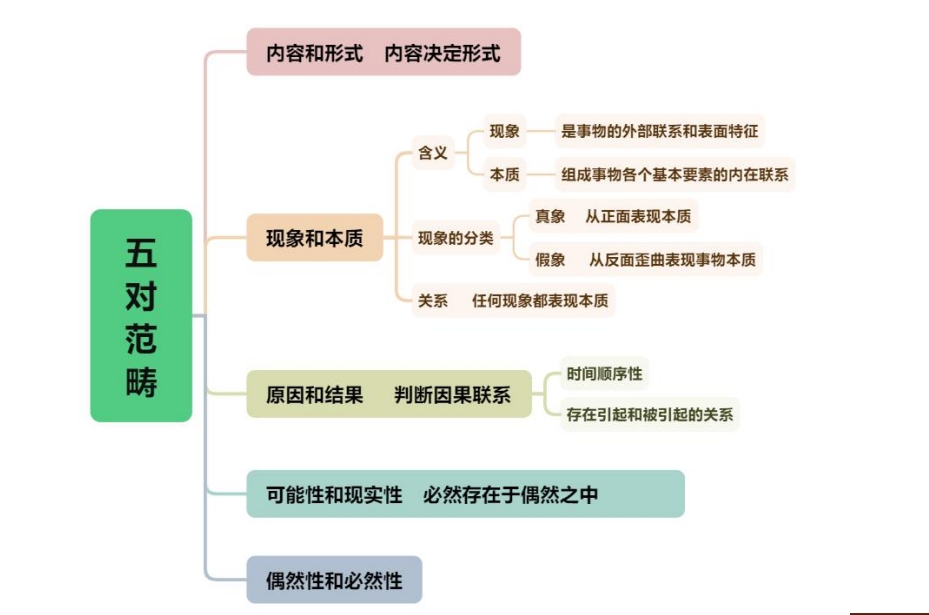 五对范畴
内容和形式 内容决定形式
现象和本质
含义
现象
是事物的外部联系和表面特征
本质
组成事物各个基本要素的内在联系
现象的分类
真象 从正面表现本质
假象 从反面歪曲表现事物本质
关系 任何现象都表现本质
原因和结果 判断因果联系
时间顺序性
存在引起和被引起的关系
可能性和现实性 必然存在于偶然之中
偶然性和必然性